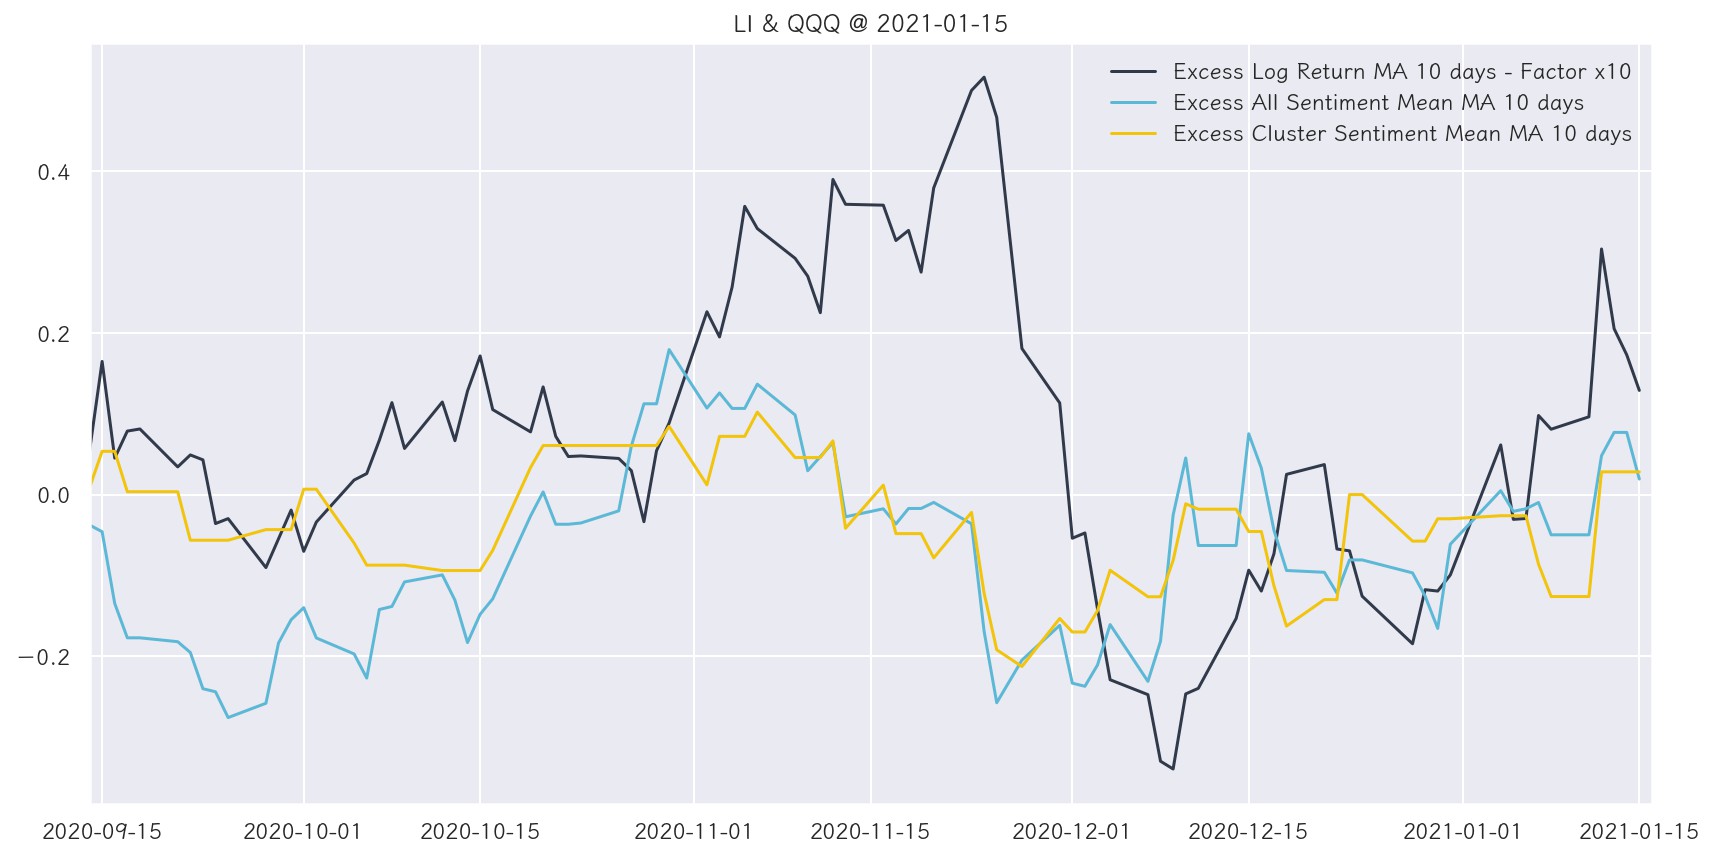 LI & QQQ @ 2021-01-15
Excess Log Return MA 10 days - Factor x10
Excess All Sentiment Mean MA 10 days
Excess Cluster Sentiment Mean MA 10 days
0.4
0.2
0.0
−0.2
2020-09-15 2020-10-01 2020-10-15 2020-11-01 2020-11-15 2020-12-01 2020-12-15 2021-01-01 2021-01-15